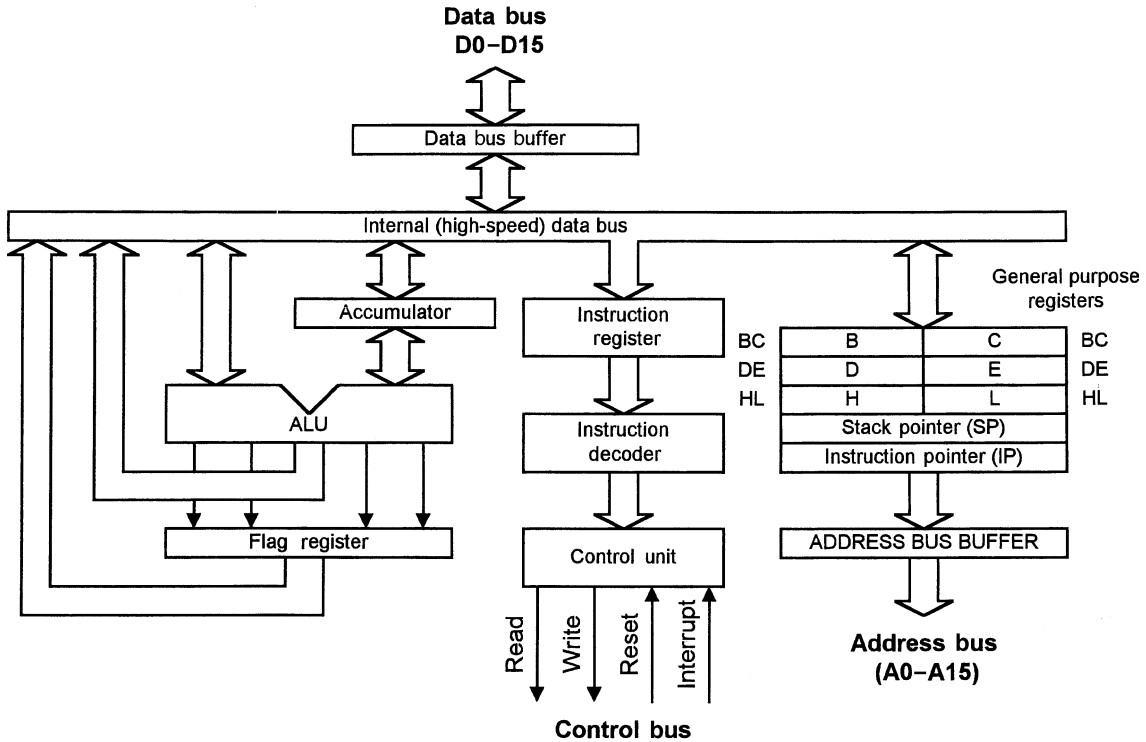 Data bus
D0–D15
Data bus buffer
Internal (high-speed) data bus
General purpose
registers
Accumulator
Instruction
register
BC
B
C
BC
DE
D
E
DE
HL
H
L
HL
ALU
Stack pointer (SP)
Instruction
decoder
Instruction pointer (IP)
Flag register
Control unit
ADDRESS BUS BUFFER
Read
Write
Reset
Interrupt
Address bus
(A0–A15)
Control bus